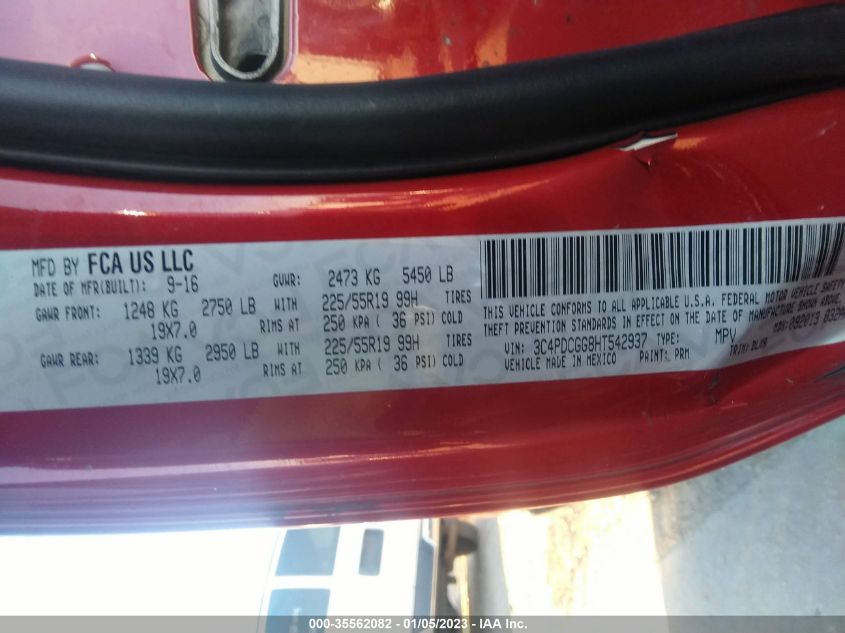 MFD BY FCA US LLC
DATE OF MFR(BUILT): 9-16 GVWR: 2473 KG 5450 LB
GAWR FRONT: 1248 KG 2750 LB WITH 225/55R19 99H TIRES
19X7.0 RIMS AT 250 KPA ( 36 PSI) COLD
GAWR REAR: 1339 KG 2950 LB WITH 225/55R19 99H TIRES
19X7.0 RIMS AT 250 KPA ( 36 PSI) COLD
THIS VEHICLE CONFORMS TO ALL APPLICABLE U.S.A. FEDERAL MOTOR VEHICLE SAFETY
THEFT PREVENTION STANDARDS IN EFFECT ON THE DATE OF MANUFACTURE SHOWN ABOVE.
MDH: 092013
VIN: 3C4PDCGG8HT542937 TYPE: MPV
VEHICLE MADE IN MEXICO PAINT: PRM TRIM:
000-35562082 - 01/05/2023 - IAA Inc.